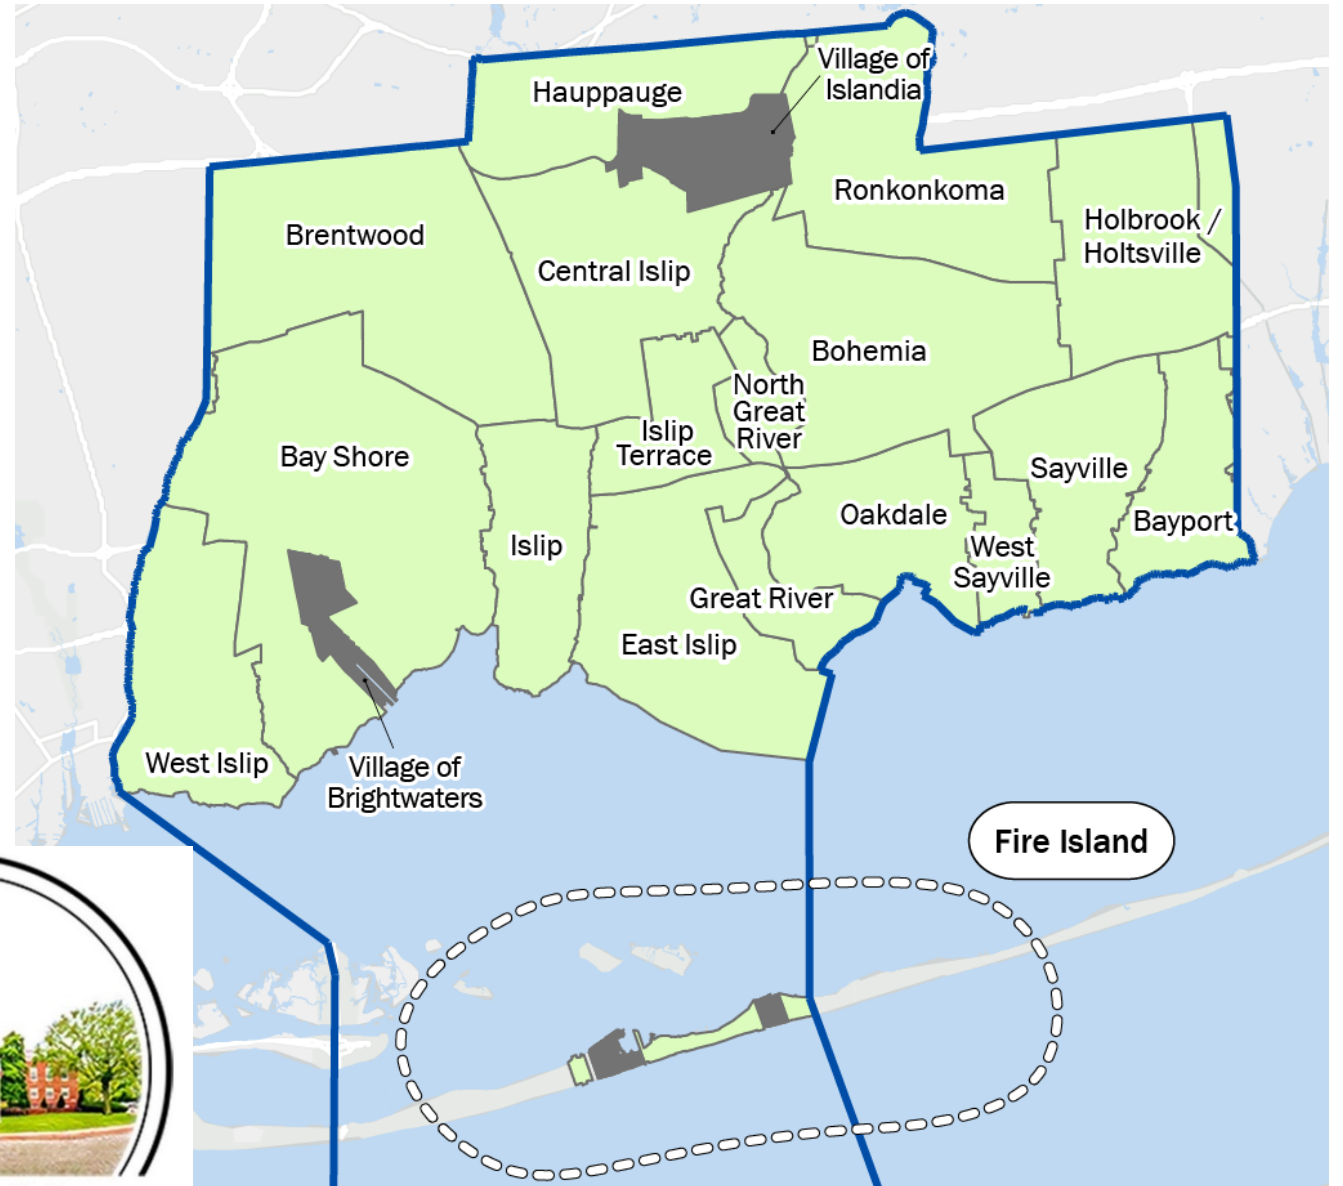 Village of
Islandia
Hauppauge
Ronkonkoma
Holbrook /
Holtsville
Brentwood
Central Islip
Bohemia
North
Great
River
Islip
Terrace
Bay Shore
Sayville
Oakdale
Bayport
Islip
West
Sayville
Great River
East Islip
West Islip
Village of
Brightwaters
Fire Island